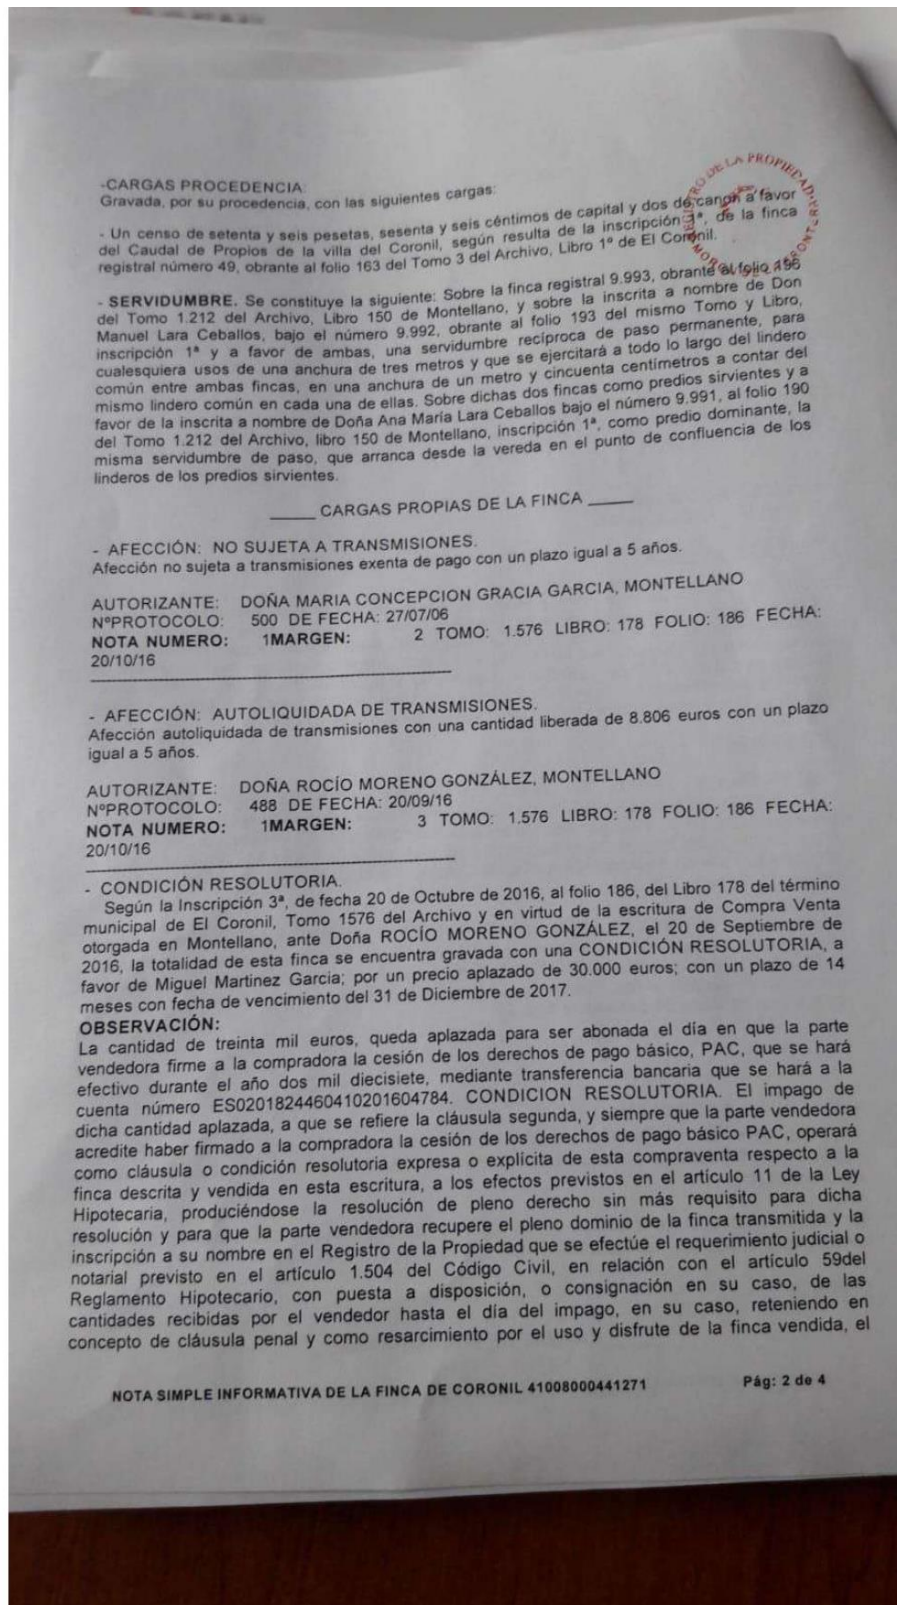 -CARGAS PROCEDENCIA:
Gravada, por su procedencia, con las siguientes cargas:
- Un censo de setenta y seis pesetas, sesenta y seis céntimos de capital y dos de canon a favor
del Caudal de Propios de la villa del Coronil, según resulta de la inscripción 1ª, de la finca
registral número 49, obrante al folio 163 del Tomo 3 del Archivo, Libro 1º de El Coronil.
- SERVIDUMBRE. Se constituye la siguiente: Sobre la finca registral 9.993, obrante al folio 196
del Tomo 1.212 del Archivo, Libro 150 de Montellano, y sobre la inscrita a nombre de Don
Manuel Lara Ceballos, bajo el número 9.992, obrante al folio 193 del mismo Tomo y Libro,
inscripción 1ª y a favor de ambas, una servidumbre recíproca de paso permanente, para
cualesquiera usos de una anchura de tres metros y que se ejercitará a todo lo largo del lindero
común entre ambas fincas, en una anchura de un metro y cincuenta centímetros a contar del
mismo lindero común en cada una de ellas. Sobre dichas dos fincas como predios sirvientes y a
favor de la inscrita a nombre de Doña Ana María Lara Ceballos bajo el número 9.991, al folio 190
del Tomo 1.212 del Archivo, libro 150 de Montellano, inscripción 1ª, como predio dominante, la
misma servidumbre de paso, que arranca desde la vereda en el punto de confluencia de los
linderos de los predios sirvientes.
_____ CARGAS PROPIAS DE LA FINCA _____
- AFECCIÓN: NO SUJETA A TRANSMISIONES.
Afección no sujeta a transmisiones exenta de pago con un plazo igual a 5 años.
AUTORIZANTE: DOÑA MARIA CONCEPCION GRACIA GARCIA, MONTELLANO
NºPROTOCOLO: 500 DE FECHA: 27/07/06
NOTA NUMERO: 1MARGEN: 2 TOMO: 1.576 LIBRO: 178 FOLIO: 186 FECHA:
20/10/16
- AFECCIÓN: AUTOLIQUIDADA DE TRANSMISIONES.
Afección autoliquidada de transmisiones con una cantidad liberada de 8.806 euros con un plazo
igual a 5 años.
AUTORIZANTE: DOÑA ROCÍO MORENO GONZÁLEZ, MONTELLANO
NºPROTOCOLO: 488 DE FECHA: 20/09/16
NOTA NUMERO: 1MARGEN: 3 TOMO: 1.576 LIBRO: 178 FOLIO: 186 FECHA:
20/10/16
- CONDICIÓN RESOLUTORIA.
Según la Inscripción 3ª, de fecha 20 de Octubre de 2016, al folio 186, del Libro 178 del término
municipal de El Coronil, Tomo 1576 del Archivo y en virtud de la escritura de Compra Venta
otorgada en Montellano, ante Doña ROCÍO MORENO GONZÁLEZ, el 20 de Septiembre de
2016, la totalidad de esta finca se encuentra gravada con una CONDICIÓN RESOLUTORIA, a
favor de Miguel Martinez Garcia; por un precio aplazado de 30.000 euros; con un plazo de 14
meses con fecha de vencimiento del 31 de Diciembre de 2017.
OBSERVACIÓN:
La cantidad de treinta mil euros, queda aplazada para ser abonada el día en que la parte
vendedora firme a la compradora la cesión de los derechos de pago básico, PAC, que se hará
efectivo durante el año dos mil diecisiete, mediante transferencia bancaria que se hará a la
cuenta número ES0201824460410201604784. CONDICION RESOLUTORIA. El impago de
dicha cantidad aplazada, a que se refiere la cláusula segunda, y siempre que la parte vendedora
acredite haber firmado a la compradora la cesión de los derechos de pago básico PAC, operará
como cláusula o condición resolutoria expresa o explícita de esta compraventa respecto a la
finca descrita y vendida en esta escritura, a los efectos previstos en el artículo 11 de la Ley
Hipotecaria, produciéndose la resolución de pleno derecho sin más requisito para dicha
resolución y para que la parte vendedora recupere el pleno dominio de la finca transmitida y la
inscripción a su nombre en el Registro de la Propiedad que se efectúe el requerimiento judicial o
notarial previsto en el artículo 1.504 del Código Civil, en relación con el artículo 59del
Reglamento Hipotecario, con puesta a disposición, o consignación en su caso, de las
cantidades recibidas por el vendedor hasta el día del impago, en su caso, reteniendo en
concepto de cláusula penal y como resarcimiento por el uso y disfrute de la finca vendida, el
NOTA SIMPLE INFORMATIVA DE LA FINCA DE CORONIL 41008000441271 Pág: 2 de 4